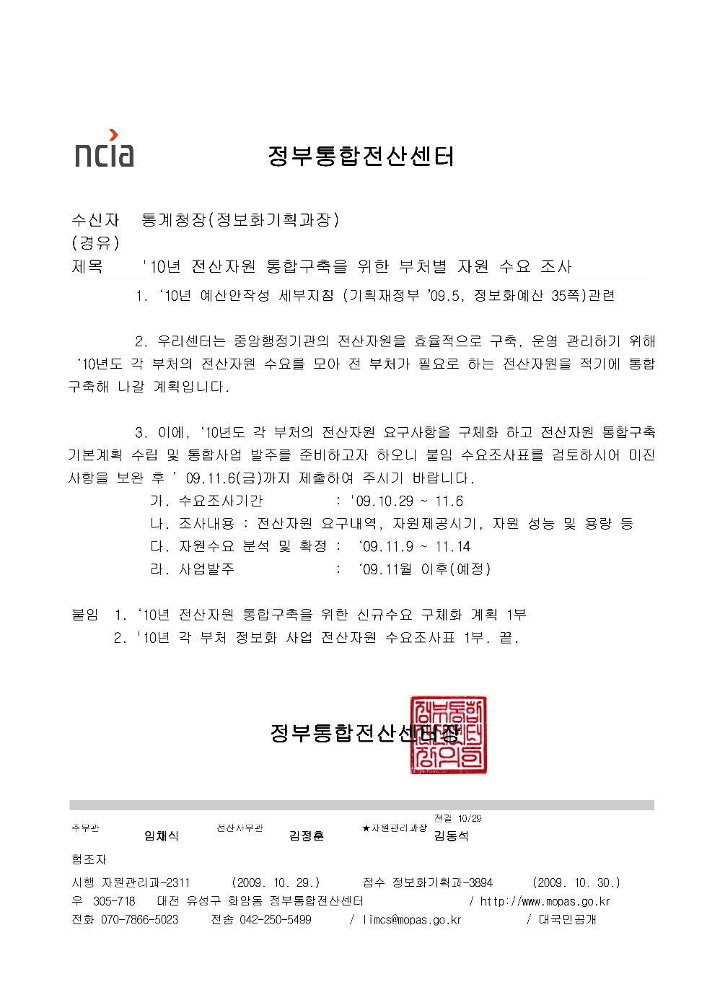 ncia
정부통합전산센터
수신자 통계청장(정보화기획과장)
(경유)
제목 '10년 전산자원 통합구축을 위한 부처별 자원 수요 조사
1. ‘10년 예산안작성 세부지침 (기획재정부 ’09.5, 정보화예산 35쪽)관련
2. 우리센터는 중앙행정기관의 전산자원을 효율적으로 구축, 운영 관리하기 위해
‘10년도 각 부처의 전산자원 수요를 모아 전 부처가 필요로 하는 전산자원을 적기에 통합
구축해 나갈 계획입니다.
3. 이에, ‘10년도 각 부처의 전산자원 요구사항을 구체화 하고 전산자원 통합구축
기본계획 수립 및 통합사업 발주를 준비하고자 하오니 붙임 수요조사표를 검토하시어 미진
사항을 보완 후 ’ 09.11.6(금)까지 제출하여 주시기 바랍니다.
가. 수요조사기간 : '09.10.29 ~ 11.6
나. 조사내용 : 전산자원 요구내역, 자원제공시기, 자원 성능 및 용량 등
다. 자원수요 분석 및 확정 : ‘09.11.9 ~ 11.14
라. 사업발주 : ‘09.11월 이후(예정)
붙임 1. ‘10년 전산자원 통합구축을 위한 신규수요 구체화 계획 1부
2. '10년 각 부처 정보화 사업 전산자원 수요조사표 1부. 끝.
정부통합전산센터장
정부통합
전산센터
장의인
전결 10/29
주무관 임채식 전산사무관 김정훈 ★자원관리과장 김동석
협조자
시행 자원관리과-2311 (2009. 10. 29.) 접수 정보화기획과-3894 (2009. 10. 30.)
우 305-718 대전 유성구 화암동 정부통합전산센터 / http://www.mopas.go.kr
전화 070-7866-5023 전송 042-250-5499 / limcs@mopas.go.kr / 대국민공개